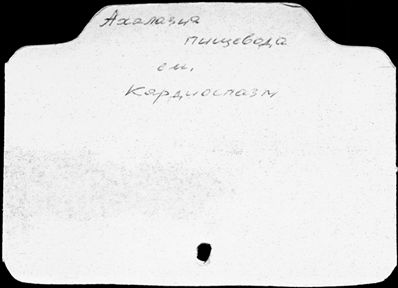 Ахалазия
пищевода
см.
Кардиоспазм